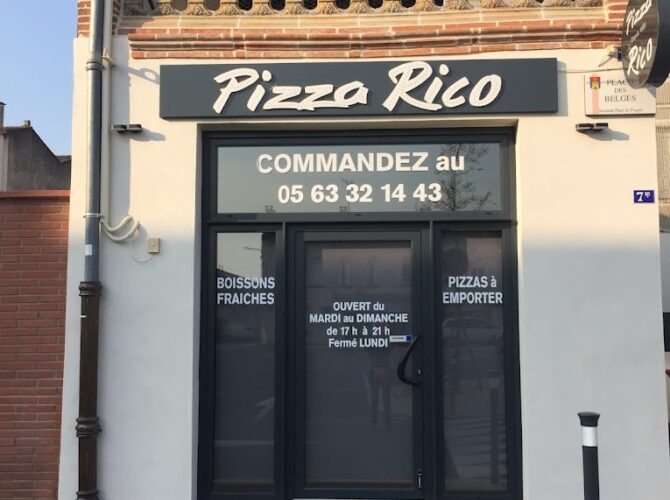 Pizza Rico
Pizza
Rico
PLACE
DES
BELGES
COMMANDEZ au
05 63 32 14 43
7
BOISSONS
FRAICHES
OUVERT du
MARDI au DIMANCHE
de 17 h à 21 h
Fermé LUNDI
PIZZAS à
EMPORTER